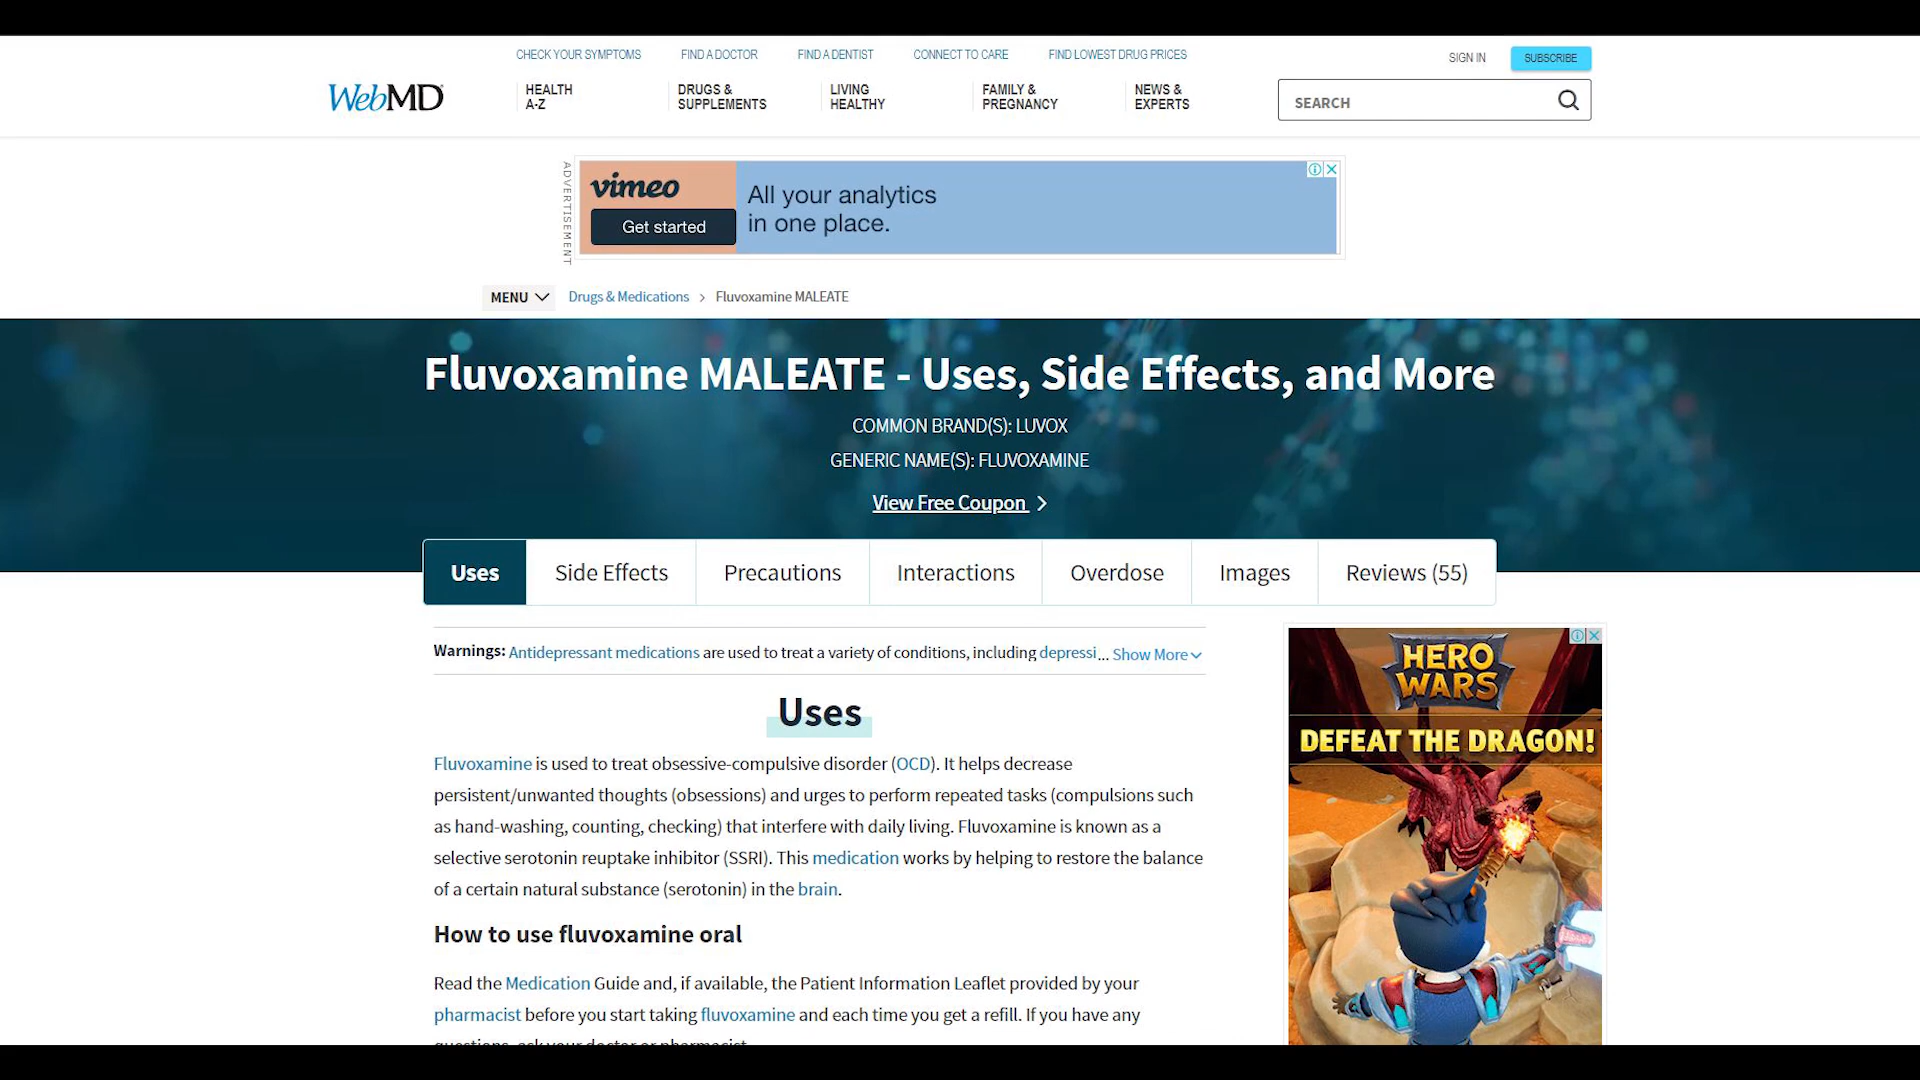 CHECK YOUR SYMPTOMS FIND A DOCTOR FIND A DENTIST CONNECT TO CARE FIND LOWEST DRUG PRICES
SIGN IN SUBSCRIBE
WebMD
HEALTH
A-Z
DRUGS &
SUPPLEMENTS
LIVING
HEALTHY
FAMILY &
PREGNANCY
NEWS &
EXPERTS
SEARCH
ADVERTISEMENT
vimeo
Get started
All your analytics
in one place.
MENU Drugs & Medications > Fluvoxamine MALEATE
Fluvoxamine MALEATE - Uses, Side Effects, and More
COMMON BRAND(S): LUVOX
GENERIC NAME(S): FLUVOXAMINE
View Free Coupon >
Uses Side Effects Precautions Interactions Overdose Images Reviews (55)
Warnings: Antidepressant medications are used to treat a variety of conditions, including depressi... Show More
Uses
Fluvoxamine is used to treat obsessive-compulsive disorder (OCD). It helps decrease
persistent/unwanted thoughts (obsessions) and urges to perform repeated tasks (compulsions such
as hand-washing, counting, checking) that interfere with daily living. Fluvoxamine is known as a
selective serotonin reuptake inhibitor (SSRI). This medication works by helping to restore the balance
of a certain natural substance (serotonin) in the brain.
How to use fluvoxamine oral
Read the Medication Guide and, if available, the Patient Information Leaflet provided by your
pharmacist before you start taking fluvoxamine and each time you get a refill. If you have any
questions, ask your doctor or pharmacist.
HERO
WARS
DEFEAT THE DRAGON!